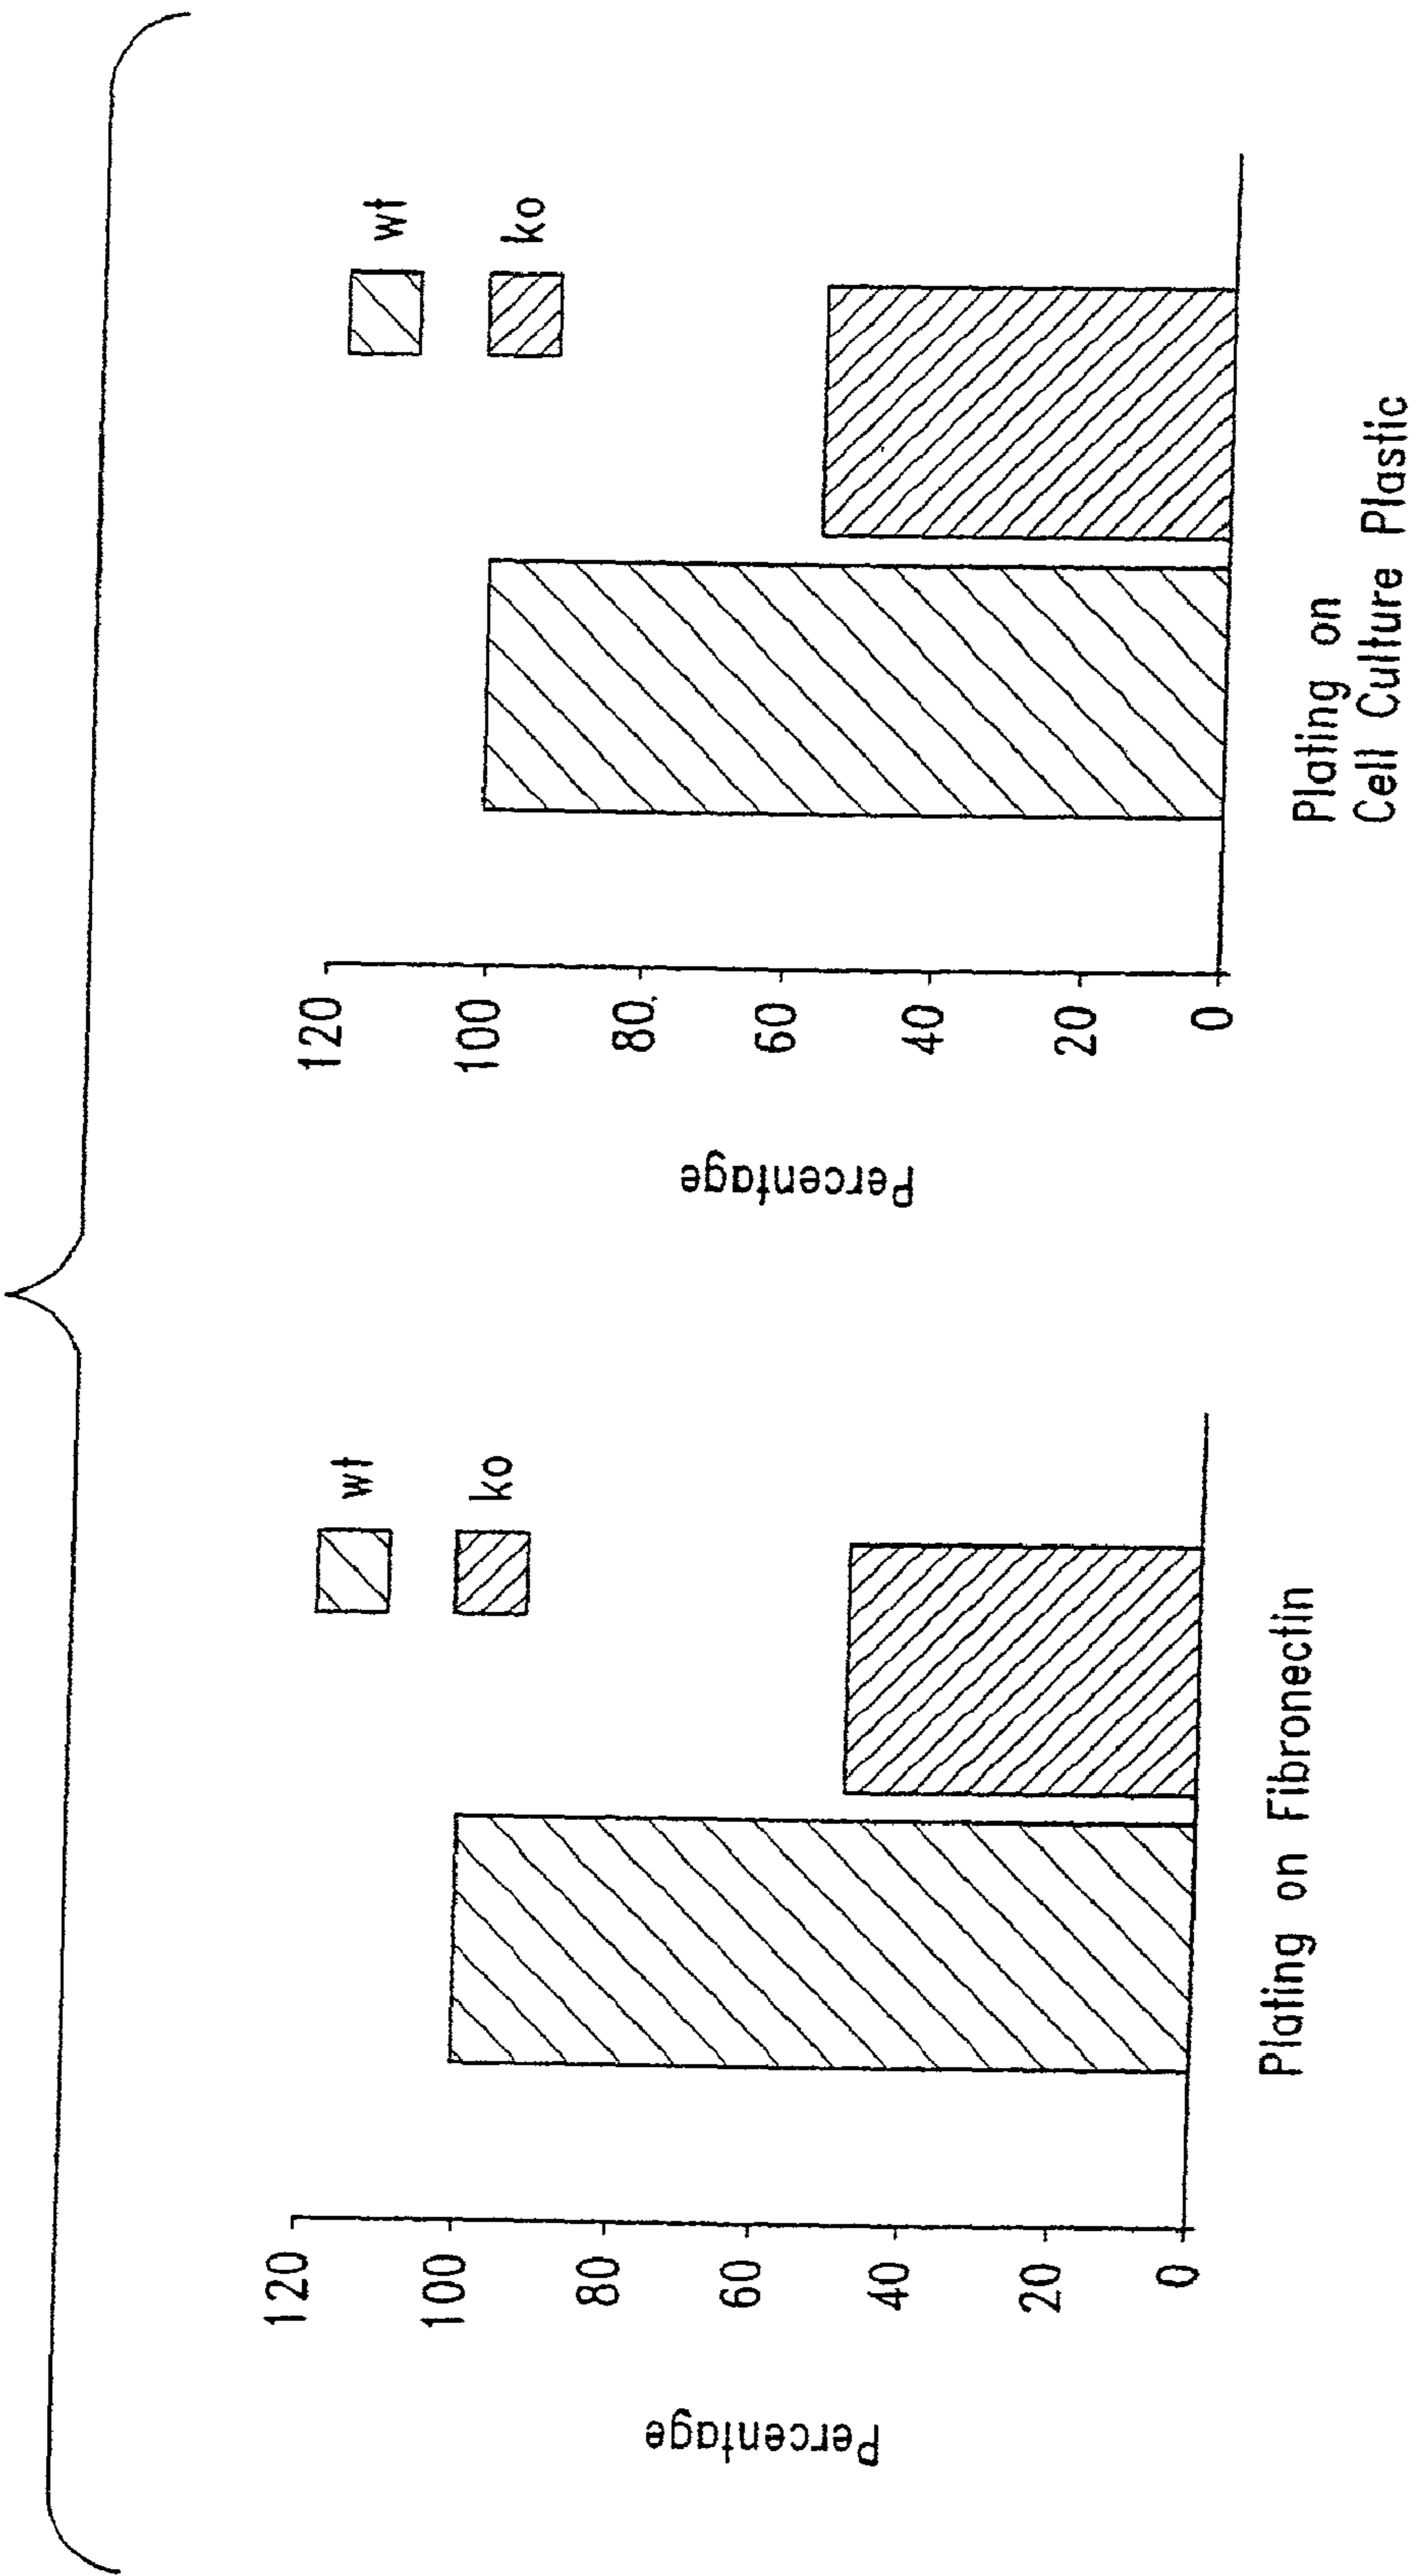 Percentage
120
100
80
60
40
20
0
wt
ko
Plating on Fibronectin
Percentage
120
100
80
60
40
20
0
wt
ko
Plating on
Cell Culture Plastic